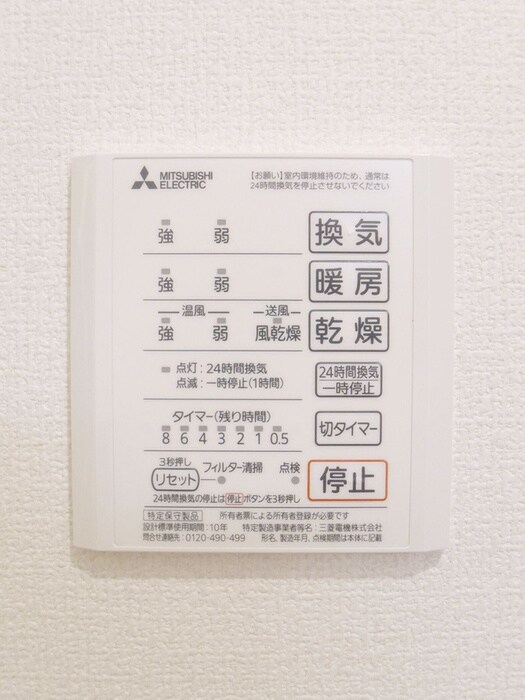 MITSUBISHI
ELECTRIC
【お願い】室内環境維持のため、通常は
24時間換気を停止させないでください
強 弱 換気
強 弱 暖房
温風 送風
強 弱 風乾燥 乾燥
点灯:24時間換気
点滅:一時停止(1時間)
24時間換気
一時停止
タイマー(残り時間)
8 6 4 3 2 1 0.5
切タイマー
3秒押し
リセット フィルター清掃 点検
停止
24時間換気の停止は停止ボタンを3秒押し
特定保守製品 所有者票による所有者登録が必要です
設計標準使用期間:10年 特定製造事業者等名:三菱電機株式会社
問合せ連絡先:0120-490-499 形名、製造年月、点検期間は本体に記載